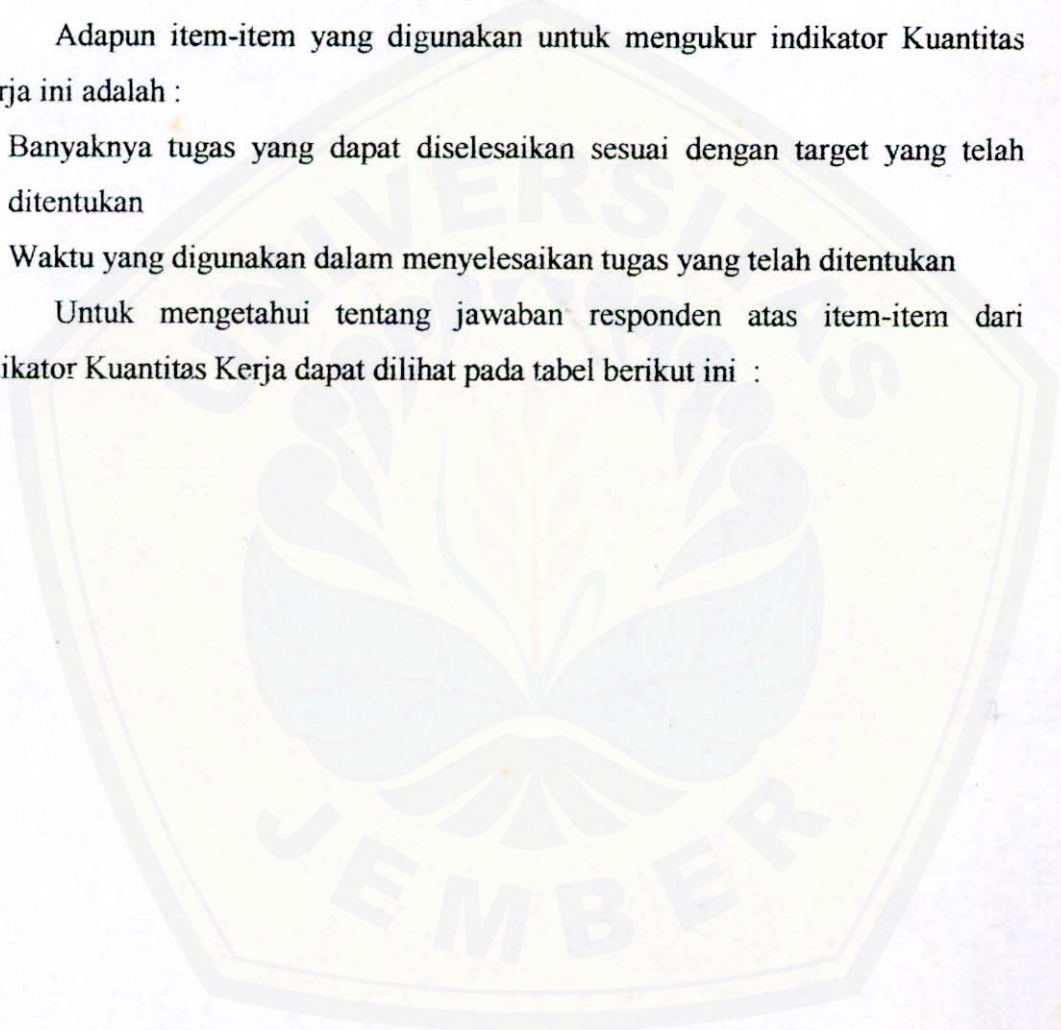 Adapun item-item yang digunakan untuk mengukur indikator Kuantitas
rja ini adalah :
Banyaknya tugas yang dapat diselesaikan sesuai dengan target yang telah
ditentukan
Waktu yang digunakan dalam menyelesaikan tugas yang telah ditentukan
Untuk mengetahui tentang jawaban responden atas item-item dari
ikator Kuantitas Kerja dapat dilihat pada tabel berikut ini :
UNIVERSITAS
JEMBER